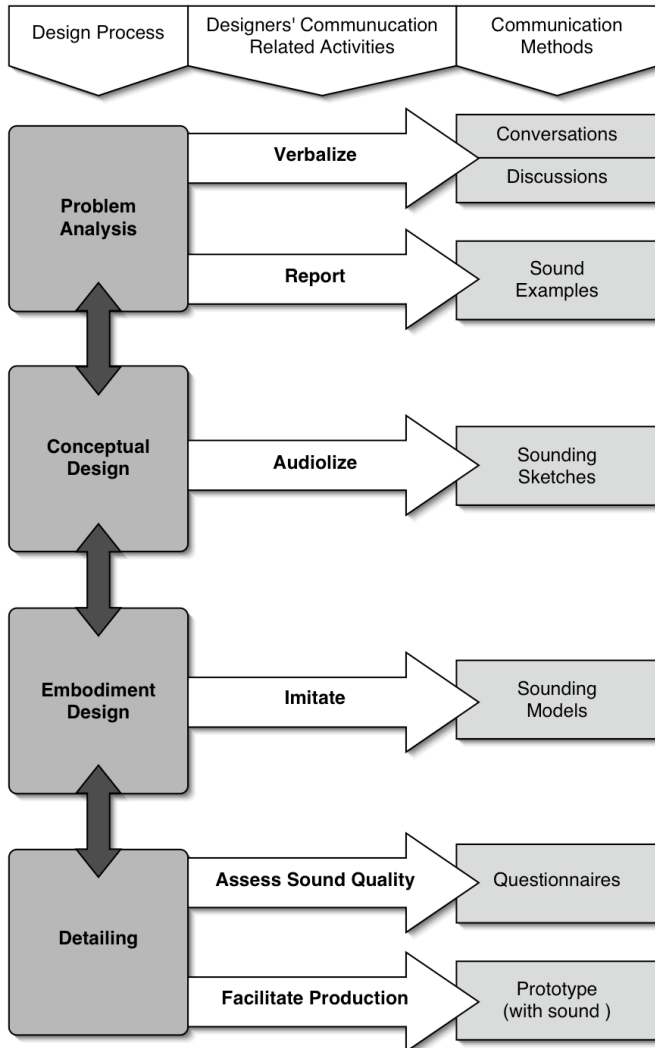 Design Process
Designers' Communucation
Related Activities
Communication
Methods
Problem
Analysis
Verbalize
Conversations
Discussions
Report
Sound
Examples
Conceptual
Design
Audiolize
Sounding
Sketches
Embodiment
Design
Imitate
Sounding
Models
Detailing
Assess Sound Quality
Questionnaires
Facilitate Production
Prototype
(with sound )